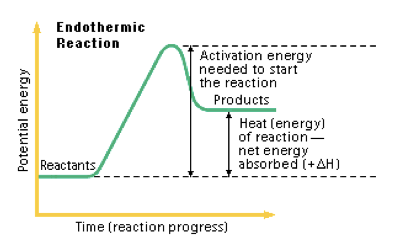 Endothermic
Reaction
Potential energy
Activation energy
needed to start
the reaction
Products
Heat (energy)
of reaction —
net energy
absorbed (+ΔH)
Reactants
Time (reaction progress)